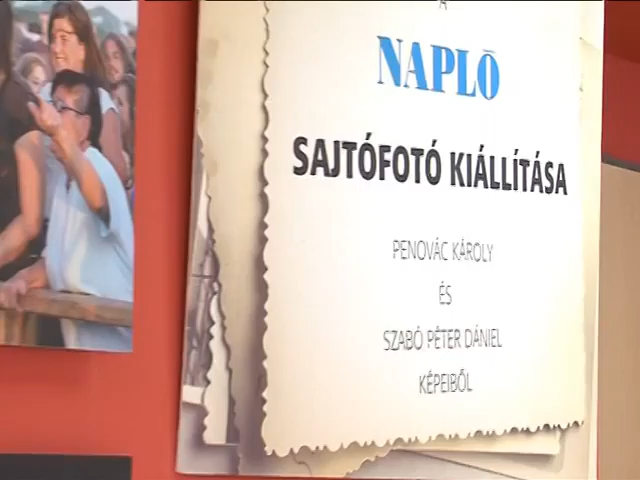 A
NAPLÓ
SAJTÓFOTÓ KIÁLLÍTÁSA
PENOVÁC KÁROLY
ÉS
SZABÓ PÉTER DÁNIEL
KÉPEIBŐL